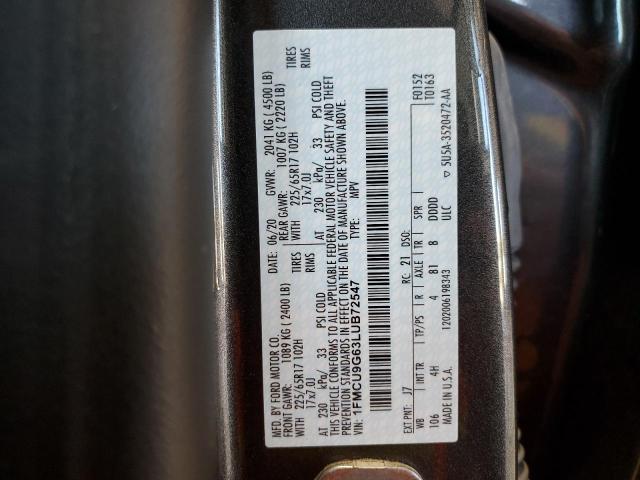 MFD. BY FORD MOTOR CO.
DATE: 06/20 GVWR: 2041 KG ( 4500 LB)
FRONT GAWR: 1089 KG ( 2400 LB) REAR GAWR: 1007 KG ( 2220 LB)
WITH 225/65R17 102H TIRES WITH 225/65R17 102H TIRES
17x7.0J RIMS 17x7.0J RIMS
AT 230 kPa/ 33 PSI COLD AT 230 kPa/ 33 PSI COLD
THIS VEHICLE CONFORMS TO ALL APPLICABLE FEDERAL MOTOR VEHICLE SAFETY AND THEFT
PREVENTION STANDARDS IN EFFECT ON THE DATE OF MANUFACTURE SHOWN ABOVE.
VIN: 1FMCU9G63LUB72547 TYPE: MPV
F0152
T0163
EXT PNT: J7 RC: 21 DSO:
WB INT TR TP/PS R AXLE TR SPR
106 4H 4 81 8 DDDD
MADE IN U.S.A. 1202006198343 ULC ▽ 5U5A-3520472-AA